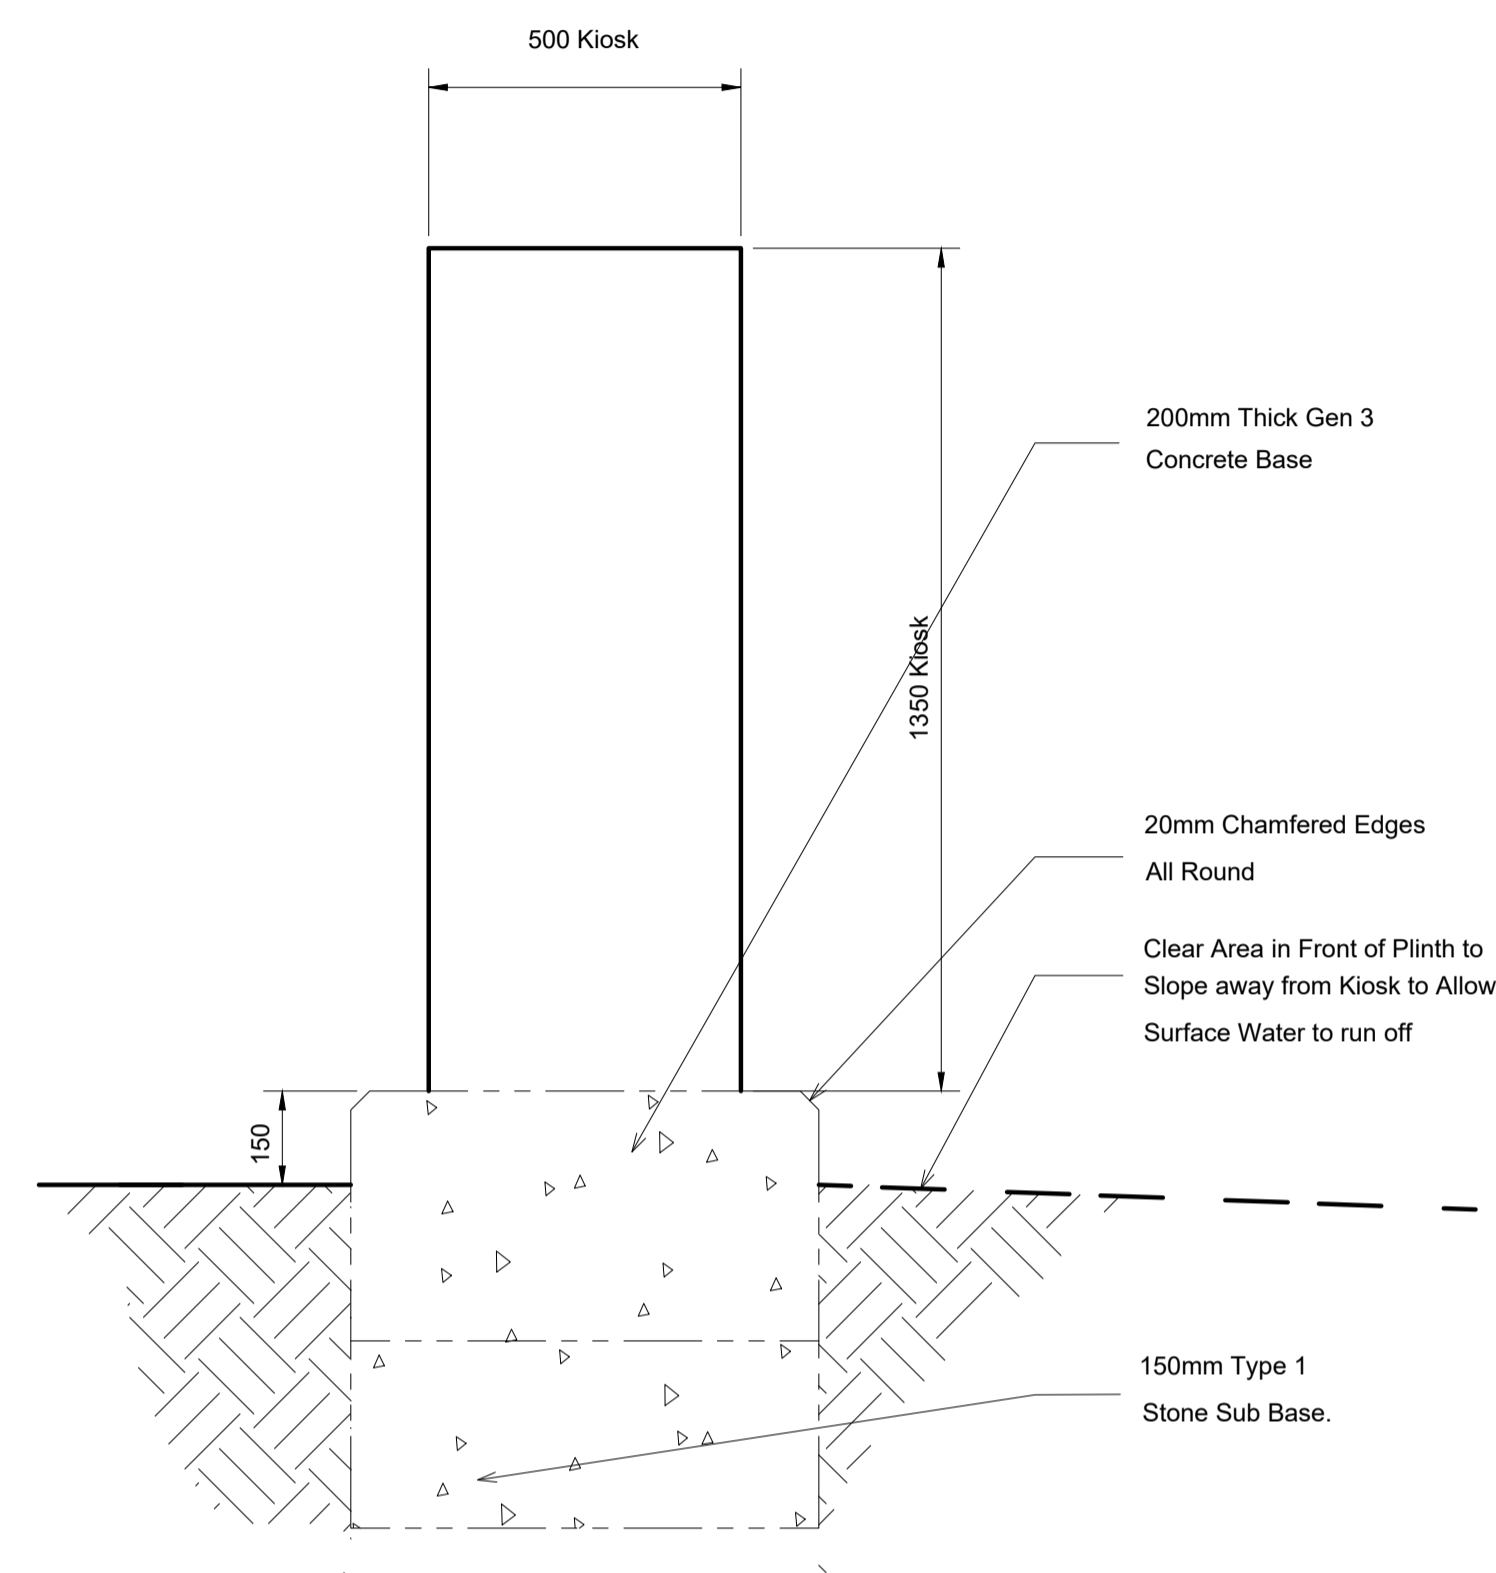 500 Kiosk
200mm Thick Gen 3
Concrete Base
1350 Kiosk
20mm Chamfered Edges
All Round
Clear Area in Front of Plinth to
Slope away from Kiosk to Allow
Surface Water to run off
150
150mm Type 1
Stone Sub Base.